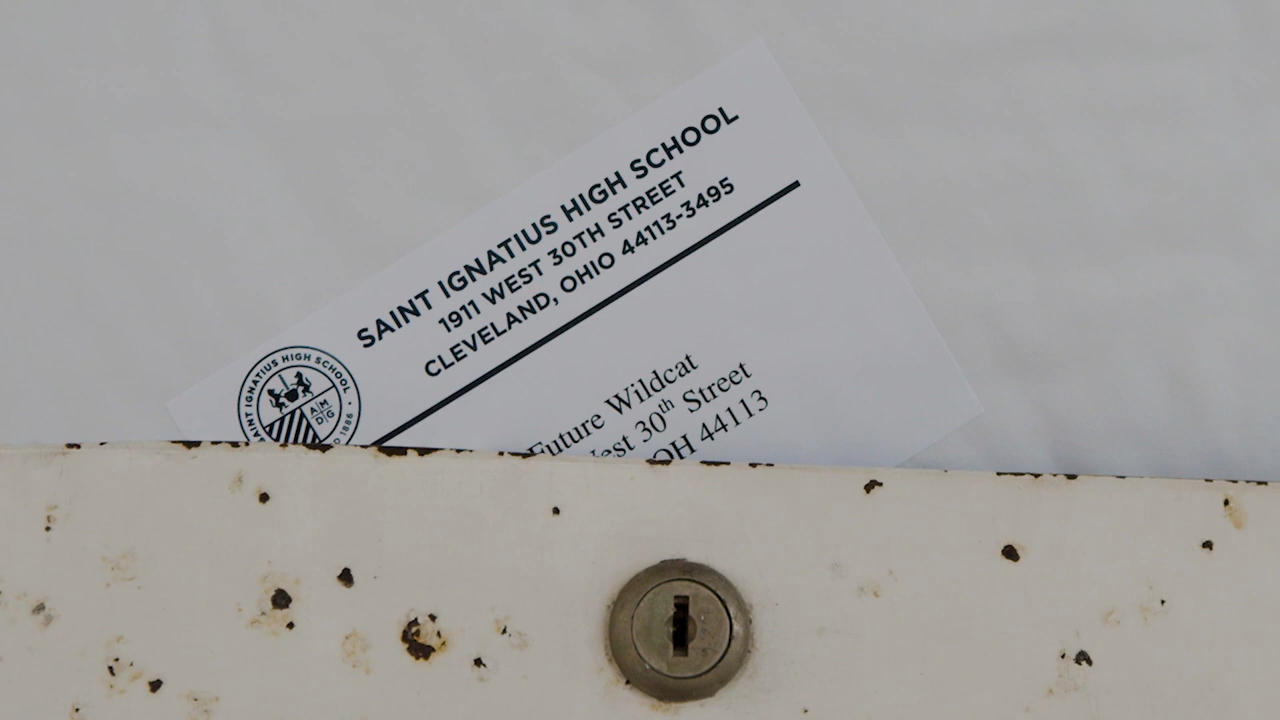 SAINT IGNATIUS HIGH SCHOOL
1911 WEST 30TH STREET
CLEVELAND, OHIO 44113-3495
SAINT IGNATIUS HIGH SCHOOL • 1886
A M
D G
Future Wildcat
30th Street
OH 44113